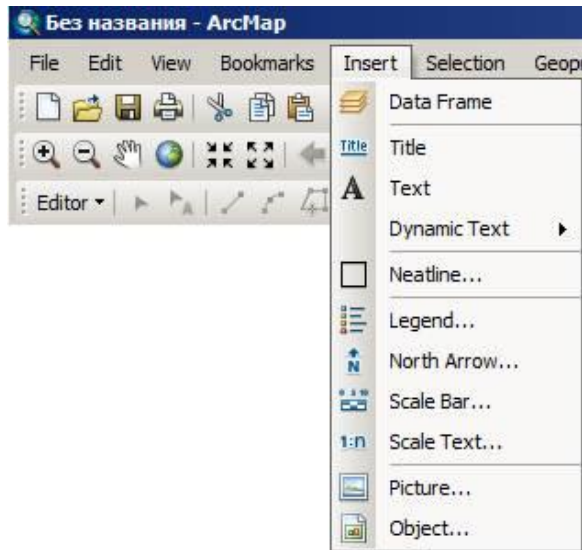 Без названия - ArcMap
File Edit View Bookmarks Insert Selection
Data Frame
Title Title
A Text
Dynamic Text
Neatline...
Legend...
N North Arrow...
Scale Bar...
1:n Scale Text...
Picture...
Object...
Editor